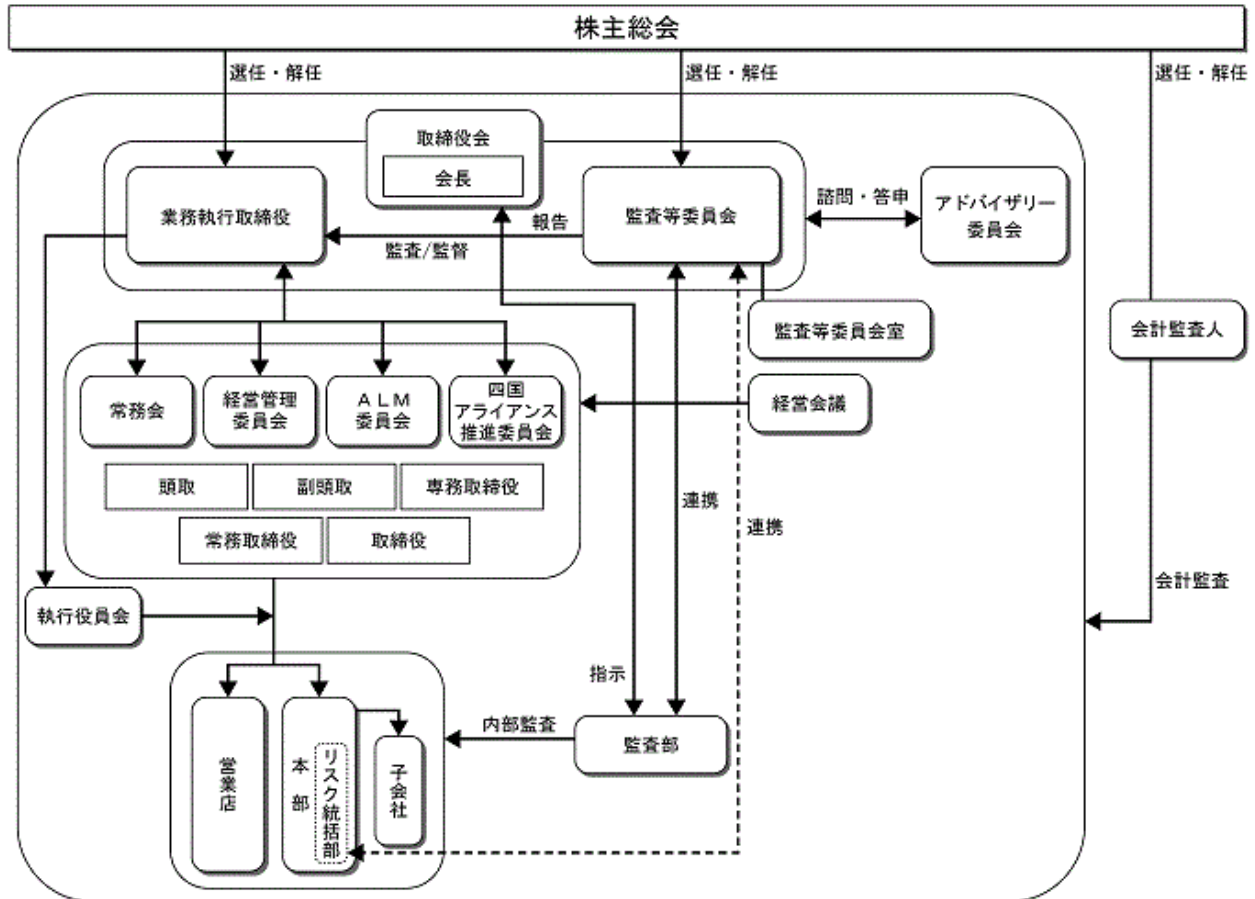 株主総会
選任・解任
選任・解任
選任・解任
取締役会
会長
業務執行取締役
監査等委員会
諮問・答申
アドバイザリー
委員会
報告
監査/監督
監査等委員会室
会計監査人
常務会
経営管理
委員会
ALM
委員会
四国
アライアンス
推進委員会
経営会議
頭取
副頭取
専務取締役
常務取締役
取締役
連携
連携
執行役員会
会計監査
指示
内部監査
監査部
営業店
本部
リスク統括部
子会社